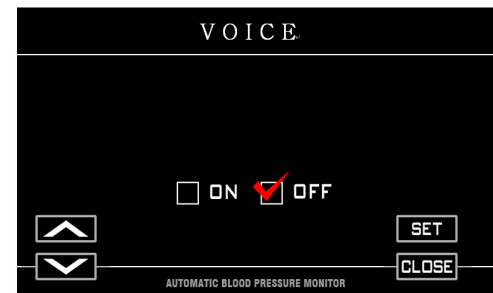 VOICE
ON OFF
SET
CLOSE
AUTOMATIC BLOOD PRESSURE MONITOR